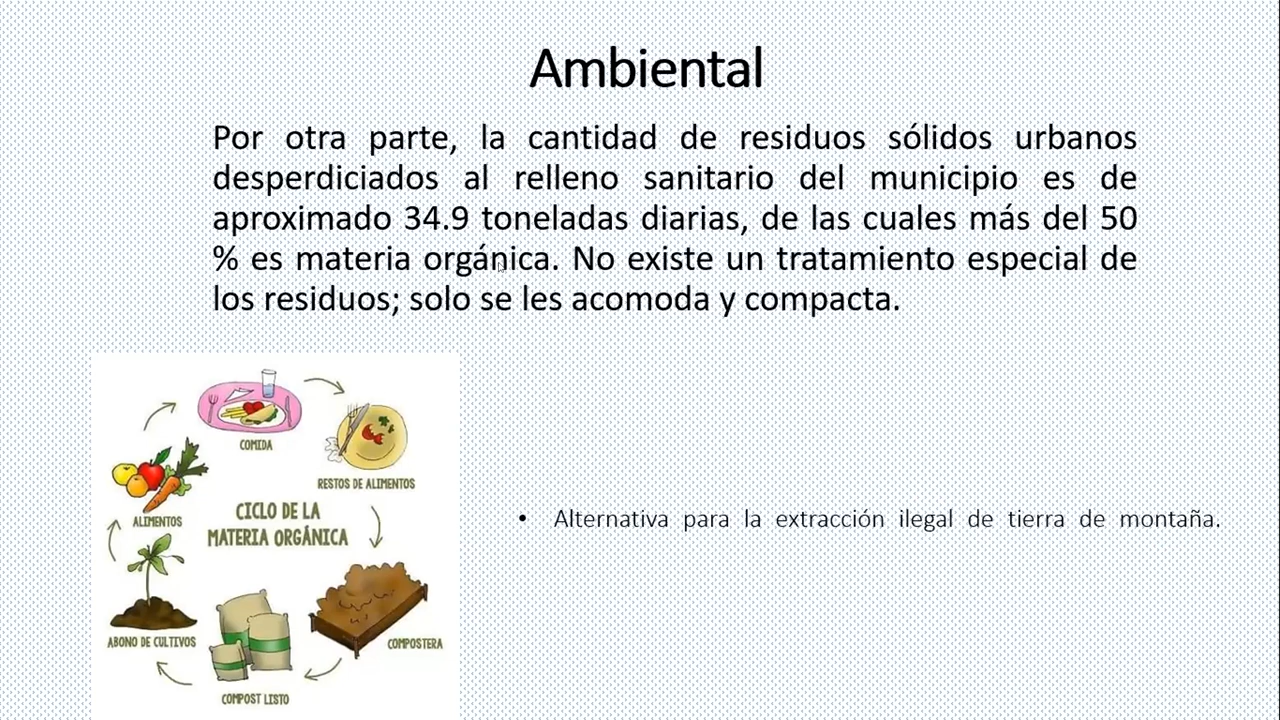 Ambiental
Por otra parte, la cantidad de residuos sólidos urbanos
desperdiciados al relleno sanitario del municipio es de
aproximado 34.9 toneladas diarias, de las cuales más del 50
% es materia orgánica. No existe un tratamiento especial de
los residuos; solo se les acomoda y compacta.
COMIDA
RESTOS DE ALIMENTOS
ALIMENTOS
CICLO DE LA
MATERIA ORGÁNICA
• Alternativa para la extracción ilegal de tierra de montaña.
ABONO DE CULTIVOS
COMPOSTERA
COMPOST LISTO